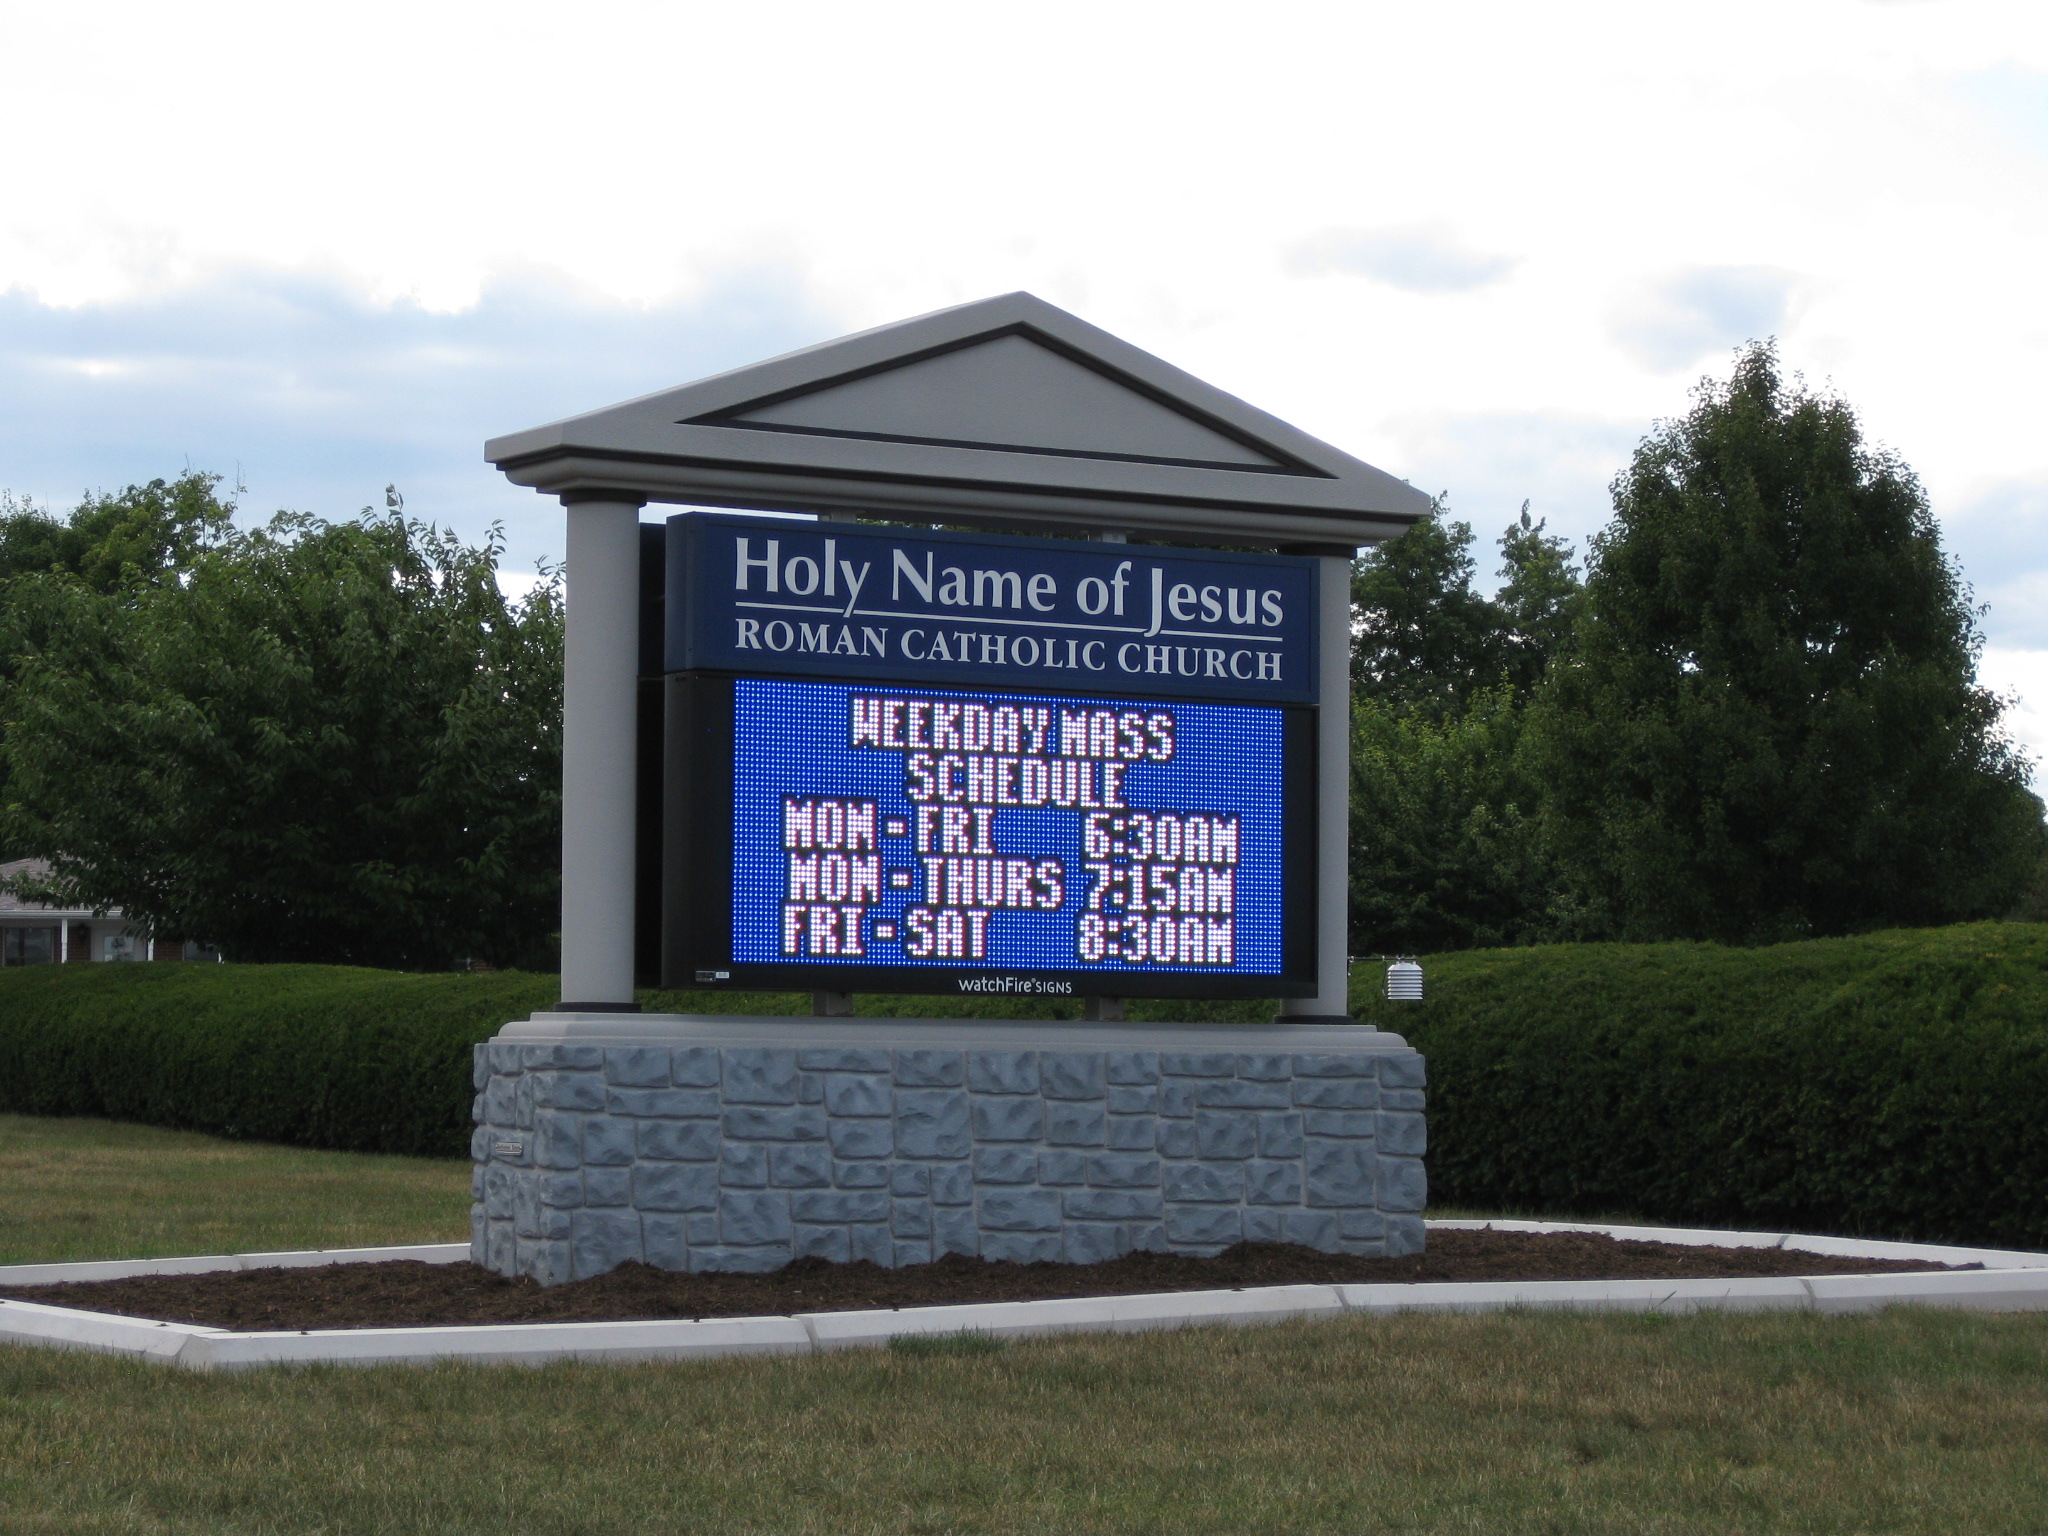 Holy Name of Jesus
ROMAN CATHOLIC CHURCH
WEEKDAY MASS
SCHEDULE
MON - FRI 6:30AM
MON - THURS 7:15AM
FRI - SAT 8:30AM
watchFire® SIGNS